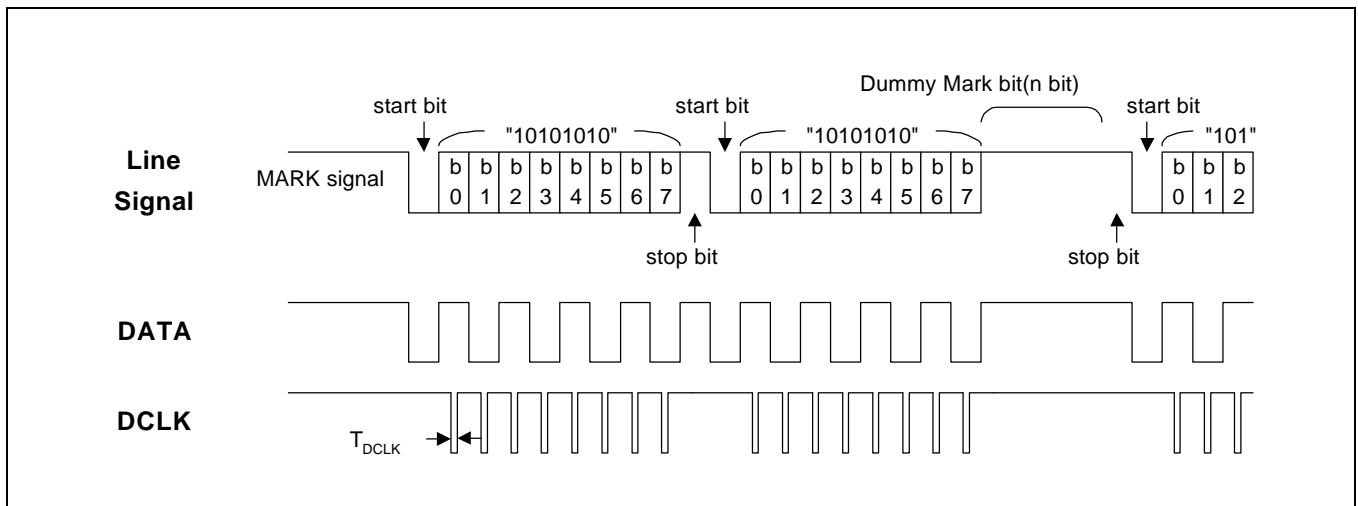 Dummy Mark bit(n bit)
start bit start bit start bit
"10101010" "10101010" "101"
Line
Signal
MARK signal
b b b b b b b b b b b b b b b b b b b
0 1 2 3 4 5 6 7 0 1 2 3 4 5 6 7 0 1 2
stop bit stop bit
DATA
DCLK
TDCLK